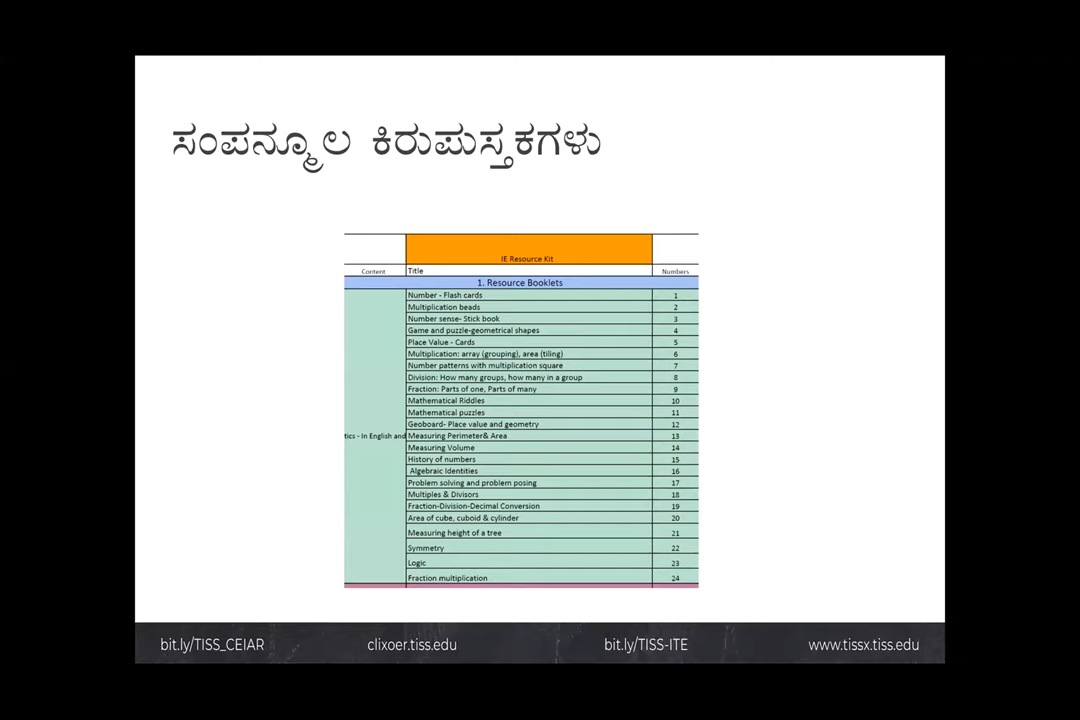 ಸಂಪನ್ಮೂಲ ಕಿರುಪುಸ್ತಕಗಳು
IE Resource Kit
Content Title Numbers
1. Resource Booklets
Number - Flash cards 1
Multiplication beads 2
Number sense- Stick book 3
Game and puzzle-geometrical shapes 4
Place Value - Cards 5
Multiplication: array (grouping), area (tiling) 6
Number patterns with multiplication square 7
Division: How many groups, how many in a group 8
Fraction: Parts of one, Parts of many 9
Mathematical Riddles 10
Mathematical puzzles 11
Geoboard- Place value and geometry 12
tics - In English and Measuring Perimeter& Area 13
Measuring Volume 14
History of numbers 15
Algebraic Identities 16
Problem solving and problem posing 17
Multiples & Divisors 18
Fraction-Division-Decimal Conversion 19
Area of cube, cuboid & cylinder 20
Measuring height of a tree 21
Symmetry 22
Logic 23
Fraction multiplication 24
bit.ly/TISS_CEIAR clixoer.tiss.edu bit.ly/TISS-ITE www.tissx.tiss.edu